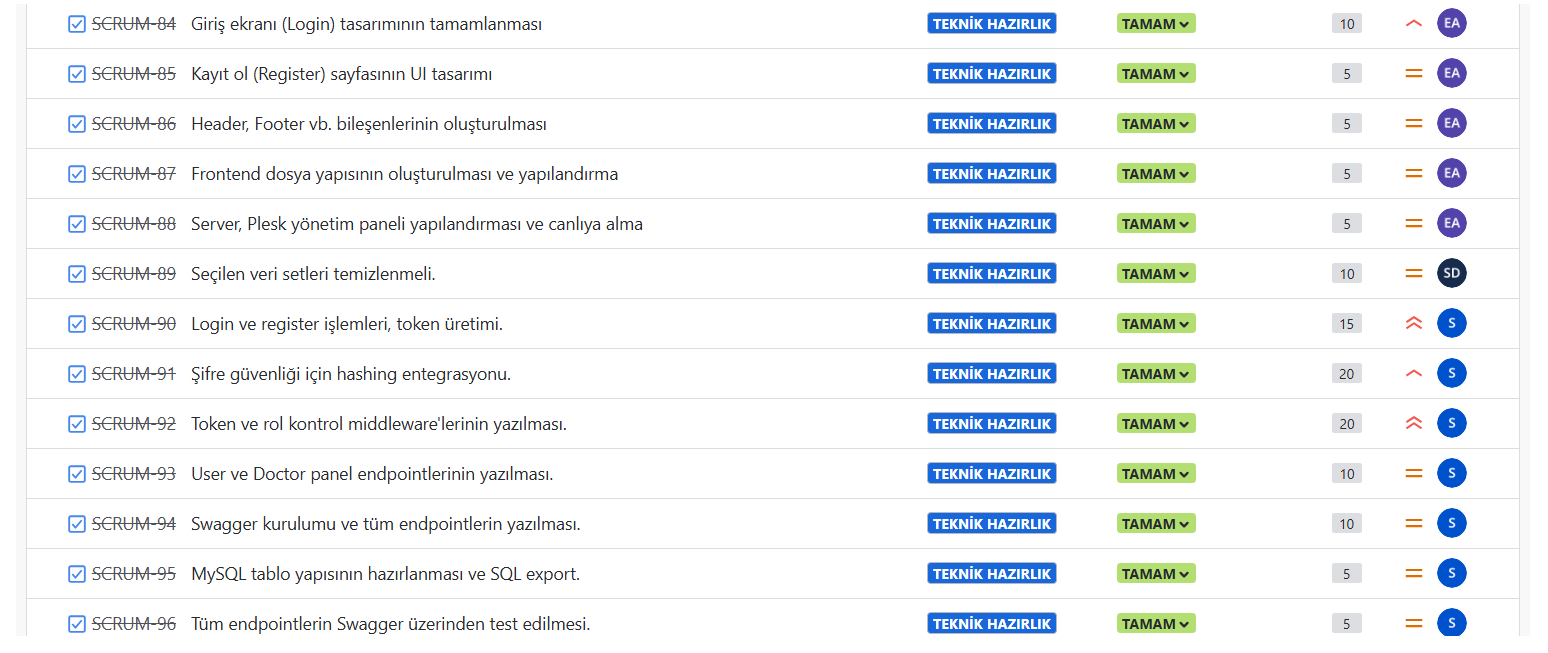 SCRUM-84 Giriş ekranı (Login) tasarımının tamamlanması TEKNİK HAZIRLIK TAMAM 10 EA
SCRUM-85 Kayıt ol (Register) sayfasının UI tasarımı TEKNİK HAZIRLIK TAMAM 5 EA
SCRUM-86 Header, Footer vb. bileşenlerinin oluşturulması TEKNİK HAZIRLIK TAMAM 5 EA
SCRUM-87 Frontend dosya yapısının oluşturulması ve yapılandırma TEKNİK HAZIRLIK TAMAM 5 EA
SCRUM-88 Server, Plesk yönetim paneli yapılandırması ve canlıya alma TEKNİK HAZIRLIK TAMAM 5 EA
SCRUM-89 Seçilen veri setleri temizlenmeli. TEKNİK HAZIRLIK TAMAM 10 SD
SCRUM-90 Login ve register işlemleri, token üretimi. TEKNİK HAZIRLIK TAMAM 15 S
SCRUM-91 Şifre güvenliği için hashing entegrasyonu. TEKNİK HAZIRLIK TAMAM 20 S
SCRUM-92 Token ve rol kontrol middleware'lerinin yazılması. TEKNİK HAZIRLIK TAMAM 20 S
SCRUM-93 User ve Doctor panel endpointlerinin yazılması. TEKNİK HAZIRLIK TAMAM 10 S
SCRUM-94 Swagger kurulumu ve tüm endpointlerin yazılması. TEKNİK HAZIRLIK TAMAM 10 S
SCRUM-95 MySQL tablo yapısının hazırlanması ve SQL export. TEKNİK HAZIRLIK TAMAM 5 S
SCRUM-96 Tüm endpointlerin Swagger üzerinden test edilmesi. TEKNİK HAZIRLIK TAMAM 5 S